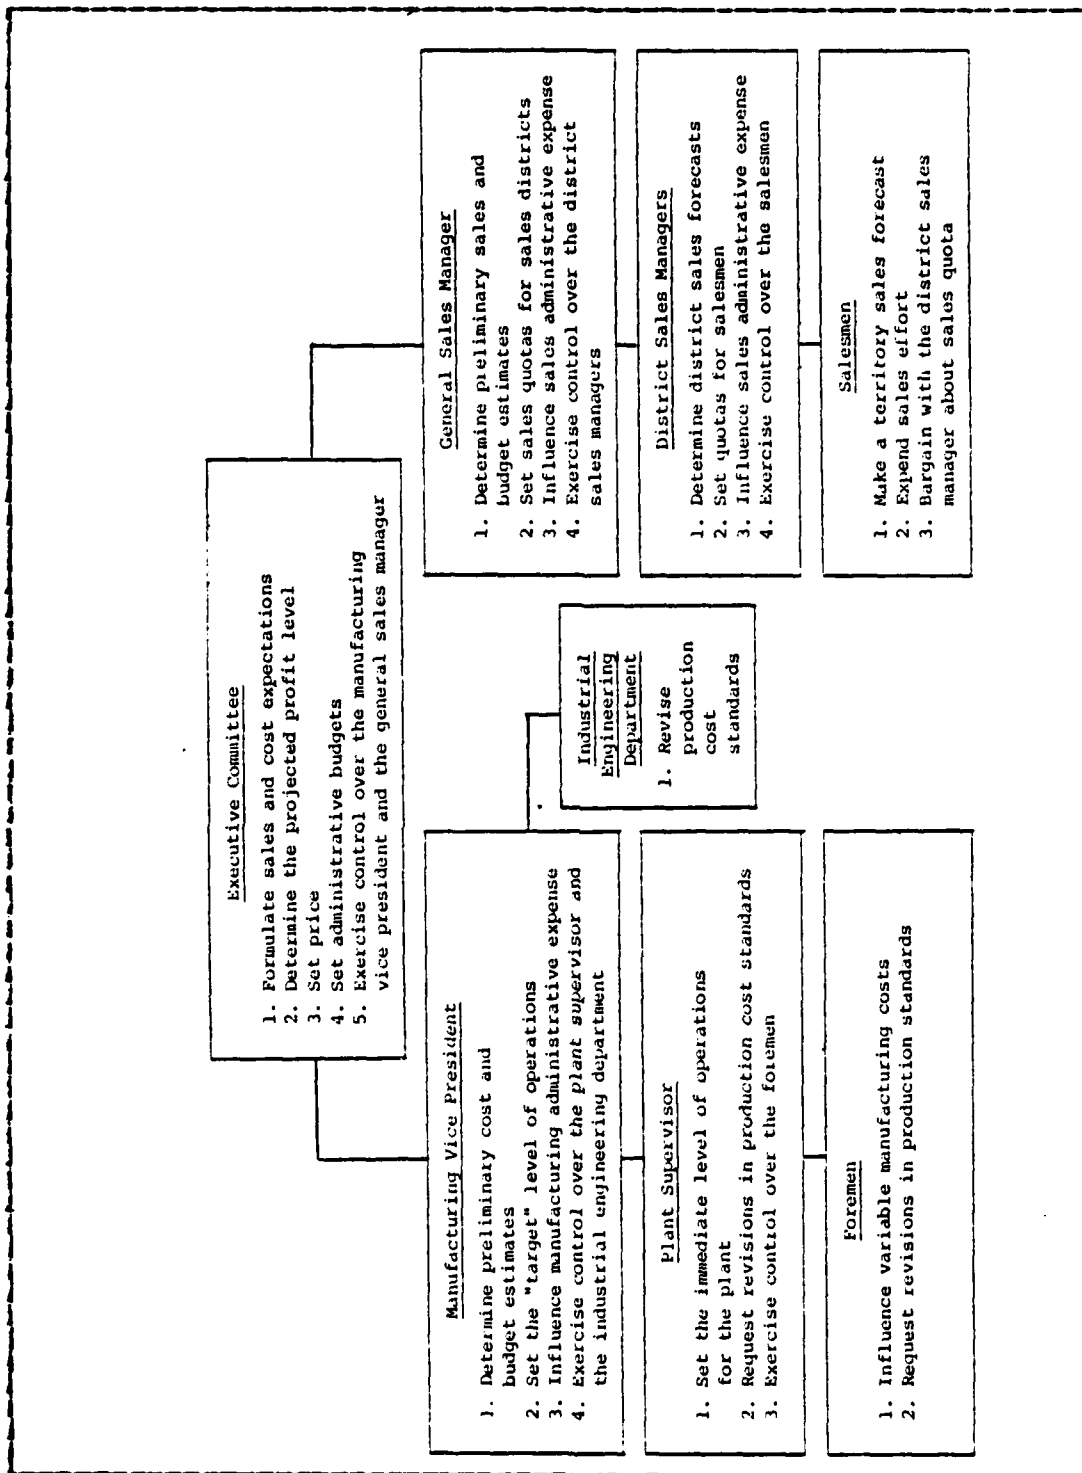 Executive Committee
1. Formulate sales and cost expectations
2. Determine the projected profit level
3. Set price
4. Set administrative budgets
5. Exercise control over the manufacturing
vice president and the general sales manager
Manufacturing Vice President
1. Determine preliminary cost and
budget estimates
2. Set the "target" level of operations
3. Influence manufacturing administrative expense
4. Exercise control over the plant supervisor and
the industrial engineering department
Industrial
Engineering
Department
1. Revise
production
cost
standards
General Sales Manager
1. Determine preliminary sales and
budget estimates
2. Set sales quotas for sales districts
3. Influence sales administrative expense
4. Exercise control over the district
sales managers
Plant Supervisor
1. Set the immediate level of operations
for the plant
2. Request revisions in production cost standards
3. Exercise control over the foremen
District Sales Managers
1. Determine district sales forecasts
2. Set quotas for salesmen
3. Influence sales administrative expense
4. Exercise control over the salesmen
Foremen
1. Influence variable manufacturing costs
2. Request revisions in production standards
Salesmen
1. Make a territory sales forecast
2. Expend sales effort
3. Bargain with the district sales
manager about sales quota